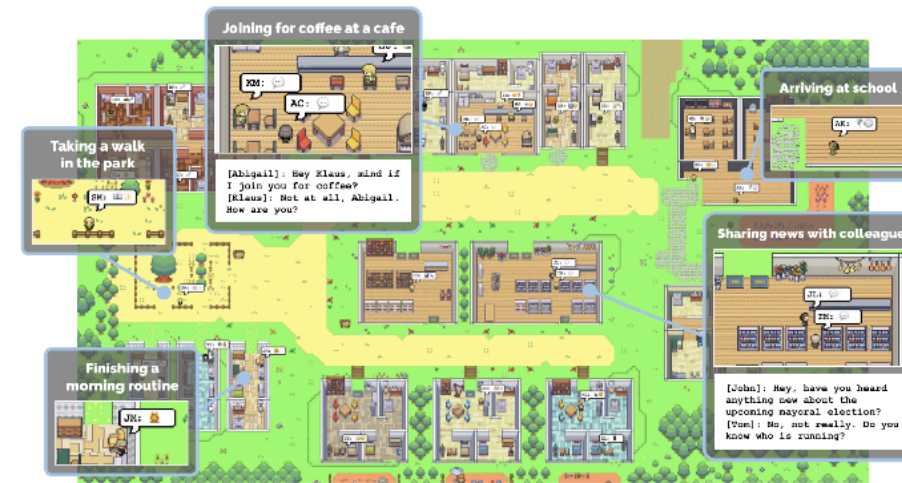 Joining for coffee at a cafe
KM:
AC:
[Abigail]: Hey Klaus, mind if
I join you for coffee?
[Klaus]: Not at all, Abigail.
How are you?
Taking a walk
in the park
SM:
Arriving at school
AK:
Sharing news with colleague
JL:
TM:
[John]: Hey, have you heard
anything new about the
upcoming mayoral election?
[Tom]: No, not really. Do you
know who is running?
Finishing a
morning routine
JM: